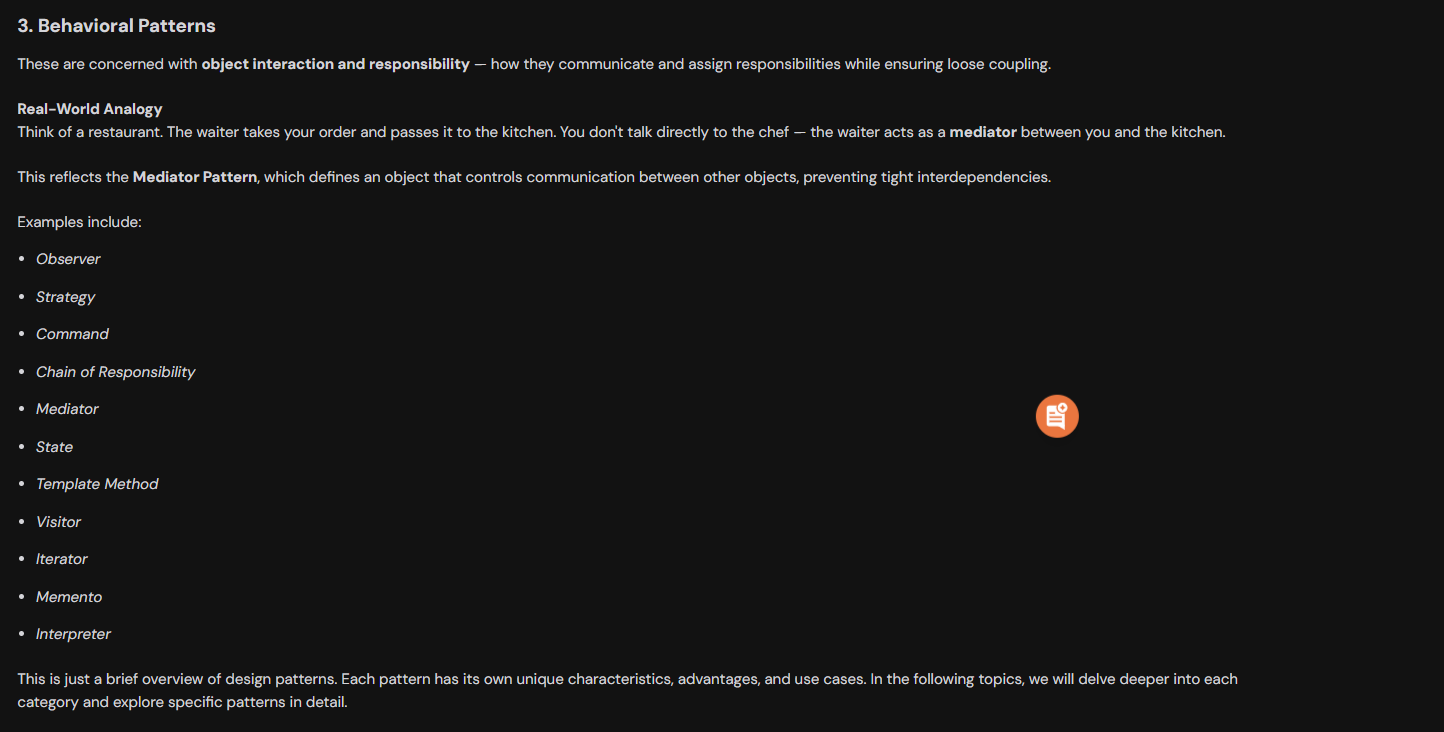 3. Behavioral Patterns
These are concerned with object interaction and responsibility — how they communicate and assign responsibilities while ensuring loose coupling.
Real-World Analogy
Think of a restaurant. The waiter takes your order and passes it to the kitchen. You don't talk directly to the chef — the waiter acts as a mediator between you and the kitchen.
This reflects the Mediator Pattern, which defines an object that controls communication between other objects, preventing tight interdependencies.
Examples include:
• Observer
• Strategy
• Command
• Chain of Responsibility
• Mediator
• State
• Template Method
• Visitor
• Iterator
• Memento
• Interpreter
This is just a brief overview of design patterns. Each pattern has its own unique characteristics, advantages, and use cases. In the following topics, we will delve deeper into each
category and explore specific patterns in detail.